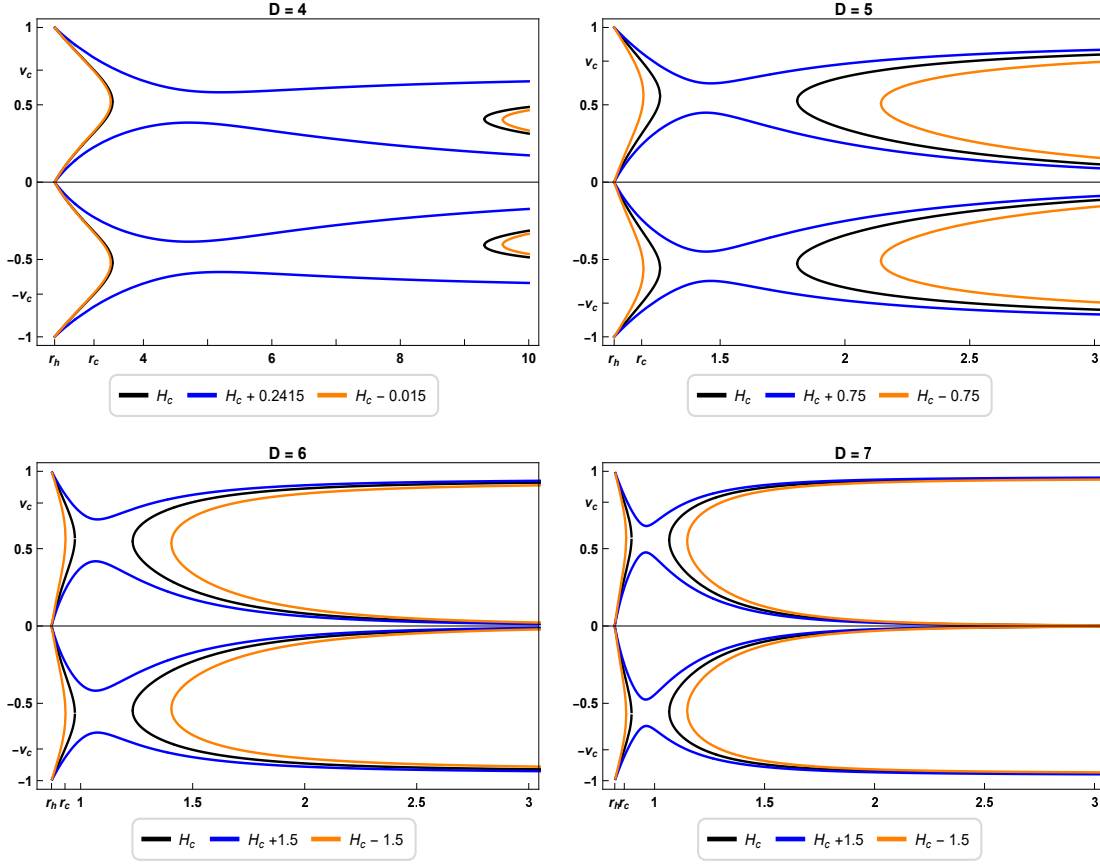 D = 4
1
v_c
0.5
0
−0.5
−v_c
−1
r_h r_c 4 6 8 10
H_c H_c + 0.2415 H_c − 0.015
D = 5
1
v_c
0.5
0
−0.5
−v_c
−1
r_h r_c 1.5 2 2.5 3
H_c H_c + 0.75 H_c − 0.75
D = 6
1
v_c
0.5
0
−0.5
−v_c
−1
r_h r_c 1 1.5 2 2.5 3
H_c H_c +1.5 H_c − 1.5
D = 7
1
v_c
0.5
0
−0.5
−v_c
−1
r_h r_c 1 1.5 2 2.5 3
H_c H_c +1.5 H_c − 1.5